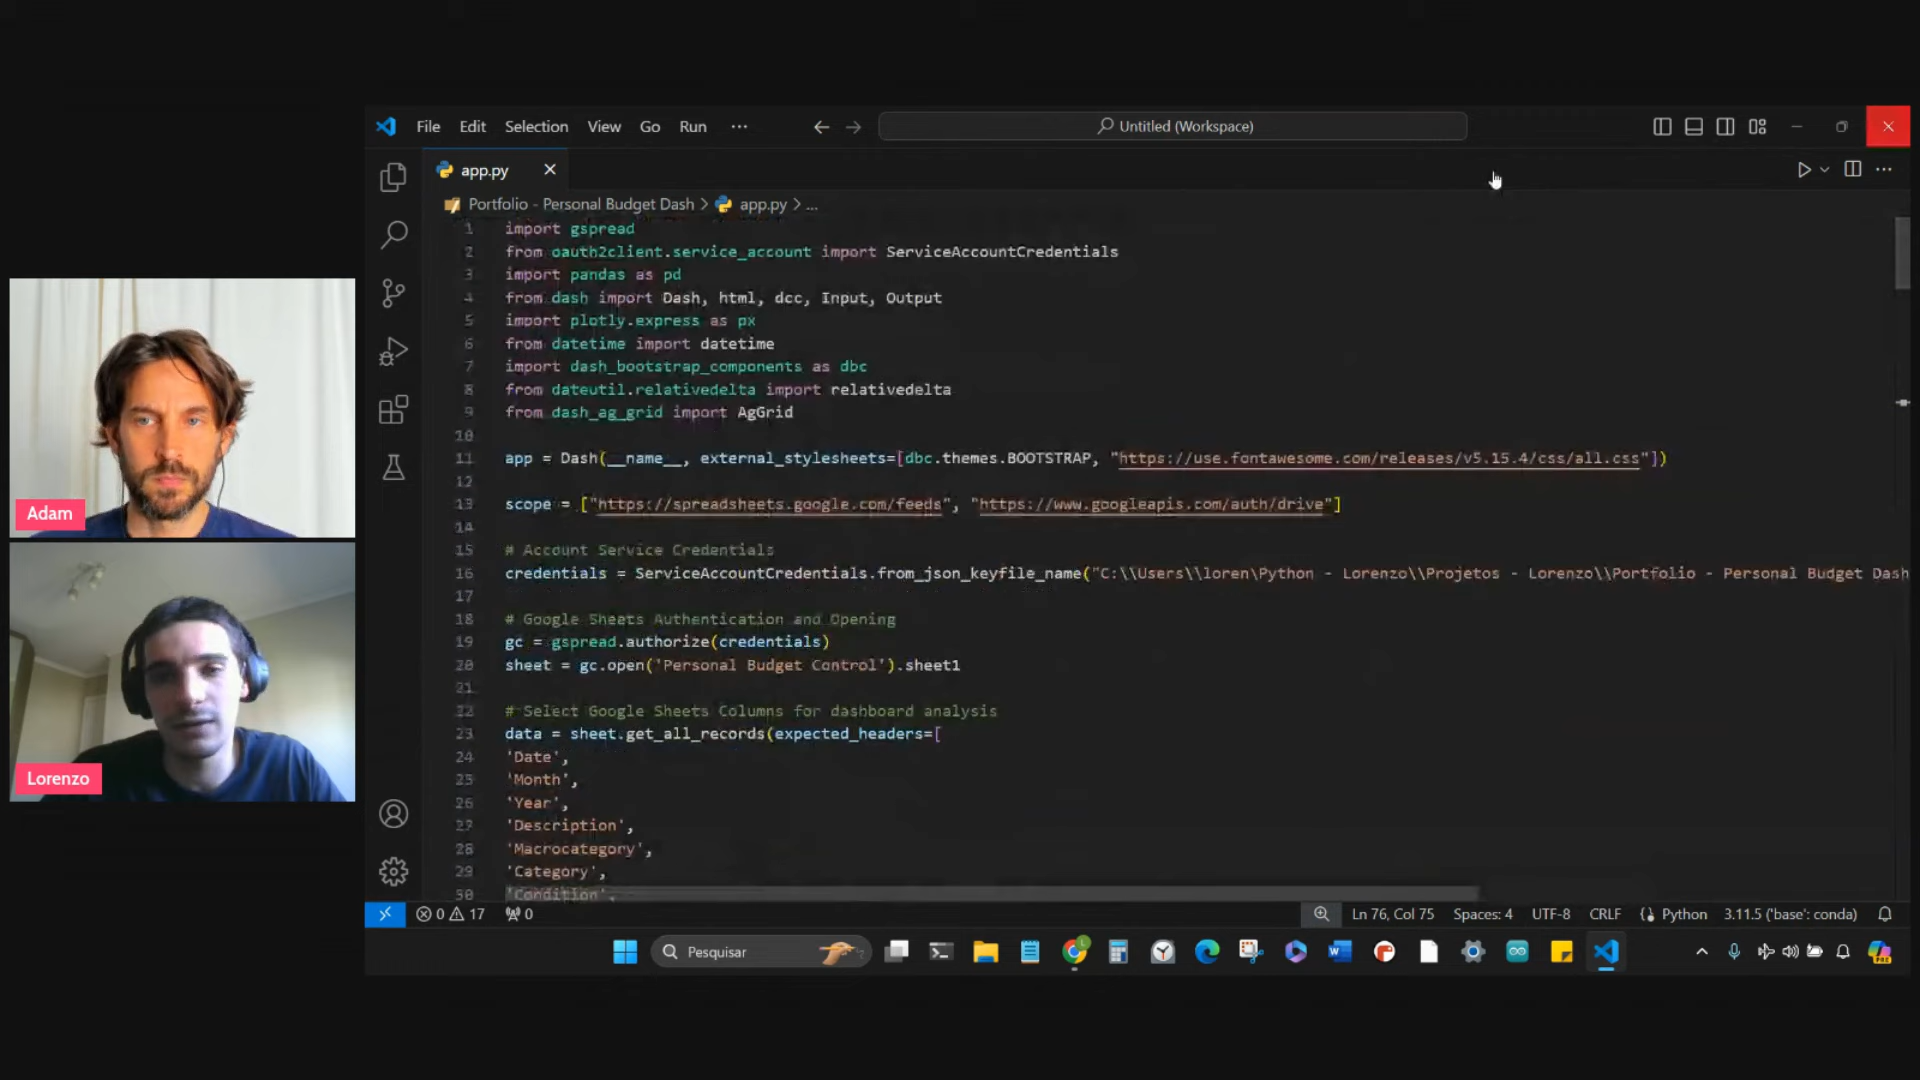 File Edit Selection View Go Run ··· Untitled (Workspace)
app.py
Portfolio - Personal Budget Dash > app.py > ...
1 import gspread
2 from oauth2client.service_account import ServiceAccountCredentials
3 import pandas as pd
4 from dash import Dash, html, dcc, Input, Output
5 import plotly.express as px
6 from datetime import datetime
7 import dash_bootstrap_components as dbc
8 from dateutil.relativedelta import relativedelta
9 from dash_ag_grid import AgGrid
10
11 app = Dash(__name__, external_stylesheets=[dbc.themes.BOOTSTRAP, "https://use.fontawesome.com/releases/v5.15.4/css/all.css"])
12
13 scope = ["https://spreadsheets.google.com/feeds", "https://www.googleapis.com/auth/drive"]
14
15 # Account Service Credentials
16 credentials = ServiceAccountCredentials.from_json_keyfile_name("C:\\Users\\loren\Python - Lorenzo\\Projetos - Lorenzo\\Portfolio - Personal Budget Dash
17
18 # Google Sheets Authentication and Opening
19 gc = gspread.authorize(credentials)
20 sheet = gc.open('Personal Budget Control').sheet1
21
22 # Select Google Sheets Columns for dashboard analysis
23 data = sheet.get_all_records(expected_headers=[
24 'Date',
25 'Month',
26 'Year',
27 'Description',
28 'Macrocategory',
29 'Category',
30 'Condition',
Adam
Lorenzo
0 17 0 Ln 76, Col 75 Spaces: 4 UTF-8 CRLF Python 3.11.5 ('base': conda)
Pesquisar